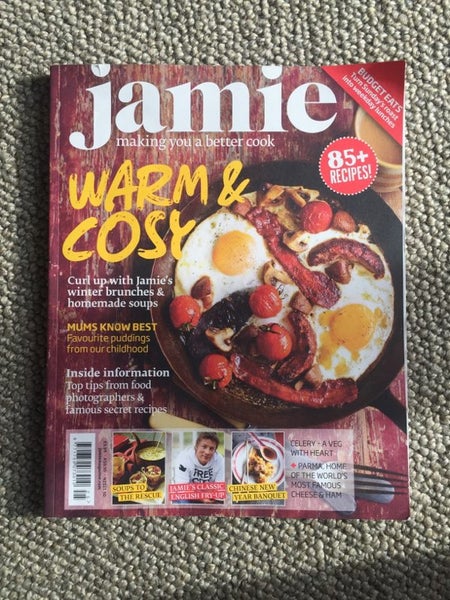 jamie
making you a better cook
BUDGET EATS
Turn Sunday's roast
into weekday lunches
85+
RECIPES!
WARM &
COSY
Curl up with Jamie's
winter brunches &
homemade soups
MUMS KNOW BEST
Favourite puddings
from our childhood
Inside information
Top tips from food
photographers &
famous secret recipes
SOUPS TO
THE RESCUE
JAMIE'S CLASSIC
ENGLISH FRY-UP
CHINESE NEW
YEAR BANQUET
CELERY – A VEG
WITH HEART
+ PARMA, HOME
OF THE WORLD'S
MOST FAMOUS
CHEESE & HAM